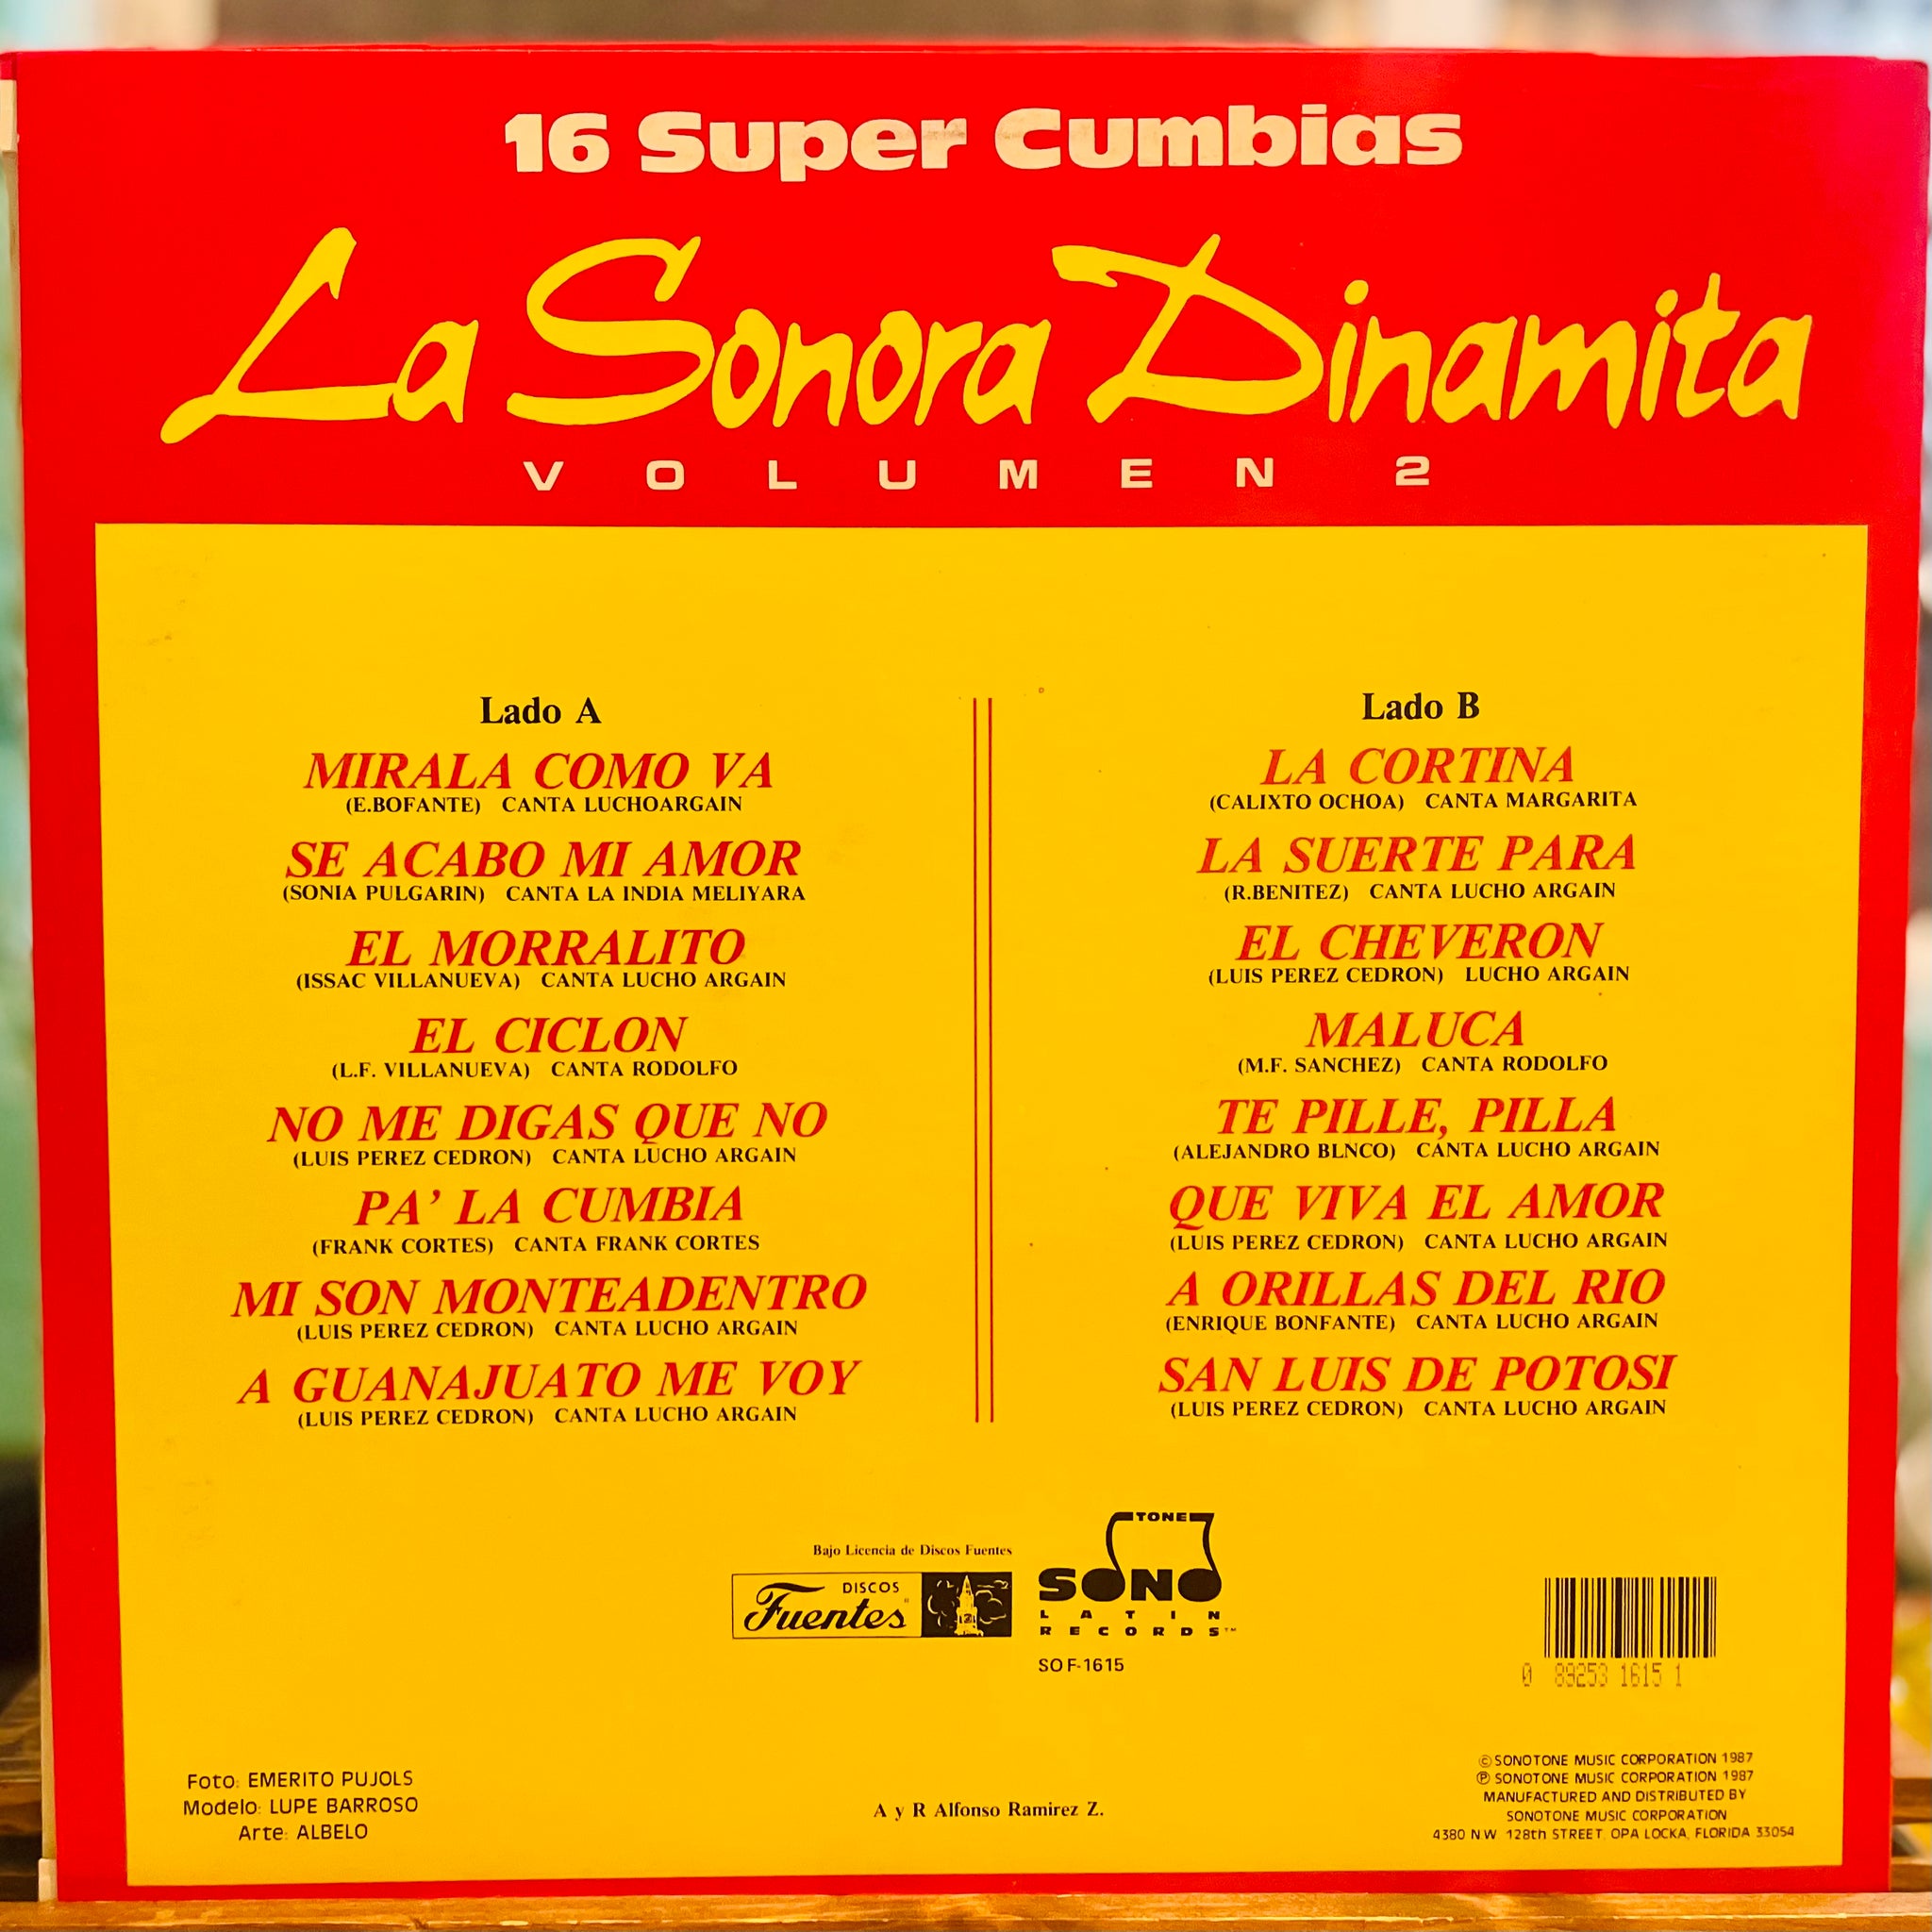 16 Super Cumbias
La Sonora Dinamita
VOLUMEN 2
Lado A
MIRALA COMO VA
(E.BOFANTE) CANTA LUCHOARGAIN
SE ACABO MI AMOR
(SONIA PULGARIN) CANTA LA INDIA MELIYARA
EL MORRALITO
(ISSAC VILLANUEVA) CANTA LUCHO ARGAIN
EL CICLON
(L.F. VILLANUEVA) CANTA RODOLFO
NO ME DIGAS QUE NO
(LUIS PEREZ CEDRON) CANTA LUCHO ARGAIN
PA' LA CUMBIA
(FRANK CORTES) CANTA FRANK CORTES
MI SON MONTEADENTRO
(LUIS PEREZ CEDRON) CANTA LUCHO ARGAIN
A GUANAJUATO ME VOY
(LUIS PEREZ CEDRON) CANTA LUCHO ARGAIN
Lado B
LA CORTINA
(CALIXTO OCHOA) CANTA MARGARITA
LA SUERTE PARA
(R.BENITEZ) CANTA LUCHO ARGAIN
EL CHEVERON
(LUIS PEREZ CEDRON) LUCHO ARGAIN
MALUCA
(M.F. SANCHEZ) CANTA RODOLFO
TE PILLE, PILLA
(ALEJANDRO BLNCO) CANTA LUCHO ARGAIN
QUE VIVA EL AMOR
(LUIS PEREZ CEDRON) CANTA LUCHO ARGAIN
A ORILLAS DEL RIO
(ENRIQUE BONFANTE) CANTA LUCHO ARGAIN
SAN LUIS DE POTOSI
(LUIS PEREZ CEDRON) CANTA LUCHO ARGAIN
Bajo Licencia de Discos Fuentes
DISCOS
Fuentes®
TONE
SONO
LATIN
RECORDS™
SOF-1615
0 89253 1615 1
Foto: EMERITO PUJOLS
Modelo: LUPE BARROSO
Arte: ALBELO
A y R Alfonso Ramirez Z.
©SONOTONE MUSIC CORPORATION 1987
℗ SONOTONE MUSIC CORPORATION 1987
MANUFACTURED AND DISTRIBUTED BY
SONOTONE MUSIC CORPORATION
4380 N.W. 128th STREET, OPA LOCKA, FLORIDA 33054